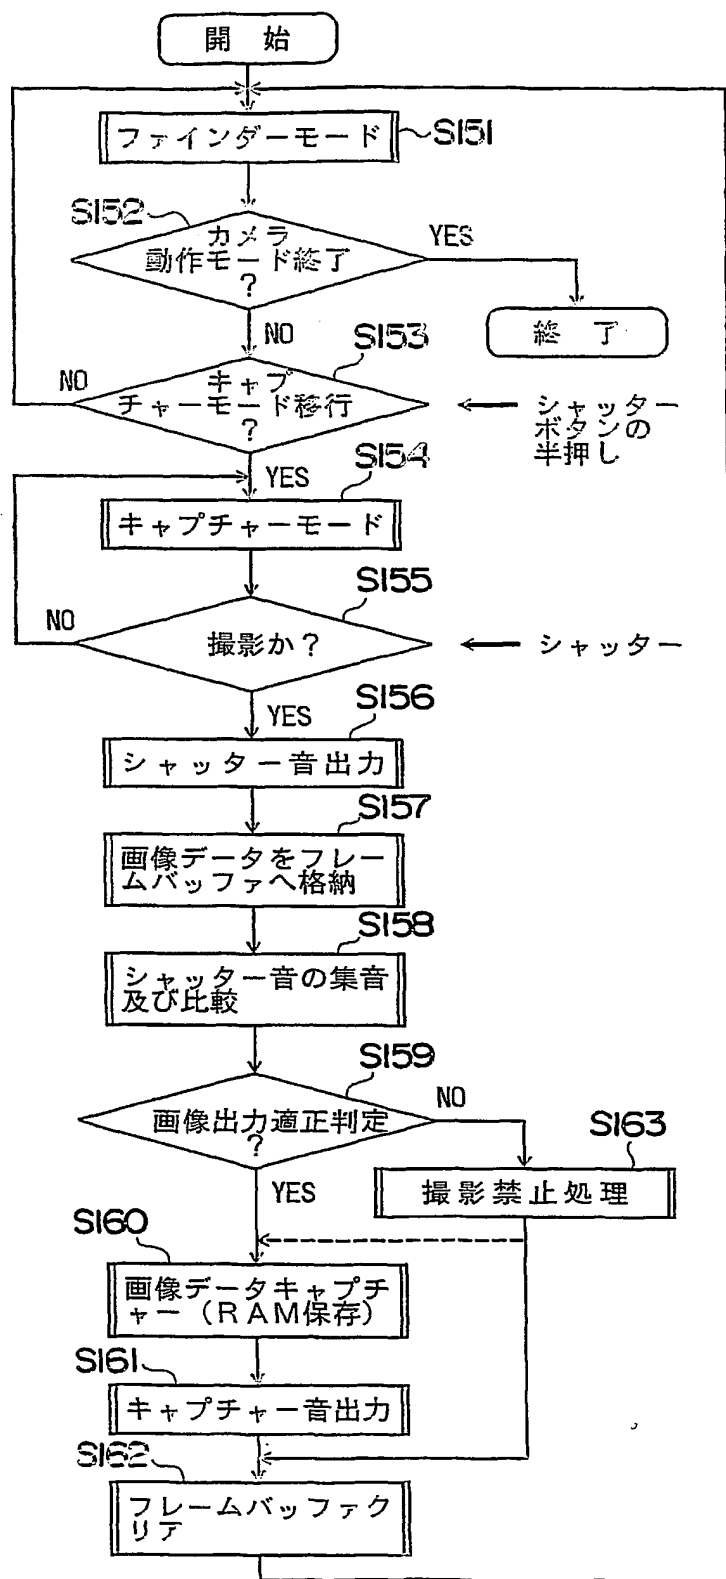 開 始
ファインダーモード
S151
S152
カメラ
動作モード終了
?
YES
終 了
NO
S153
キャプ
チャーモード移行
?
NO
シャッター
ボタンの
半押し
YES
S154
キャプチャーモード
S155
撮影か?
NO
シャッター
YES
S156
シャッター音出力
S157
画像データをフレー
ムバッファへ格納
S158
シャッター音の集音
及び比較
S159
画像出力適正判定
?
NO
S163
撮影禁止処理
YES
S160
画像データキャプチ
ャー(RAM保存)
S161
キャプチャー音出力
S162
フレームバッファク
リア